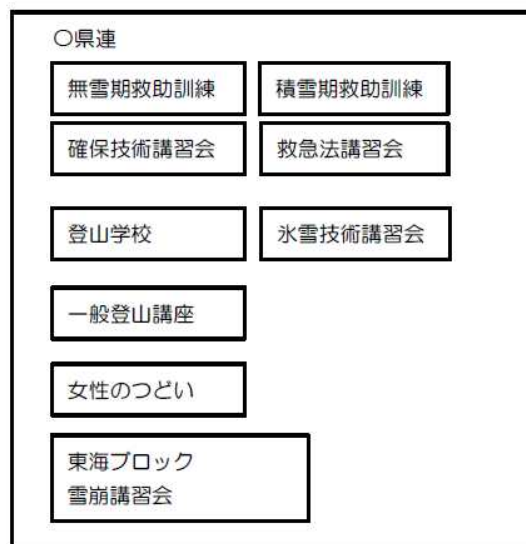 〇県連
無雪期救助訓練
積雪期救助訓練
確保技術講習会
救急法講習会
登山学校
氷雪技術講習会
一般登山講座
女性のつどい
東海ブロック
雪崩講習会